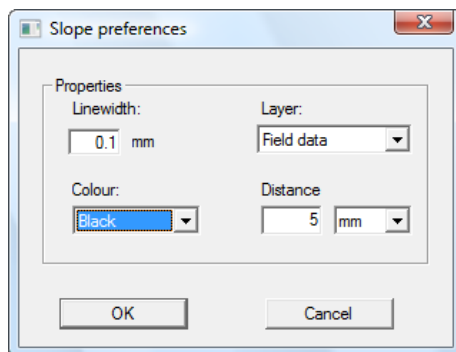 Slope preferences
Properties
Linewidth: Layer:
0.1 mm Field data
Colour: Distance
Black 5 mm
OK Cancel